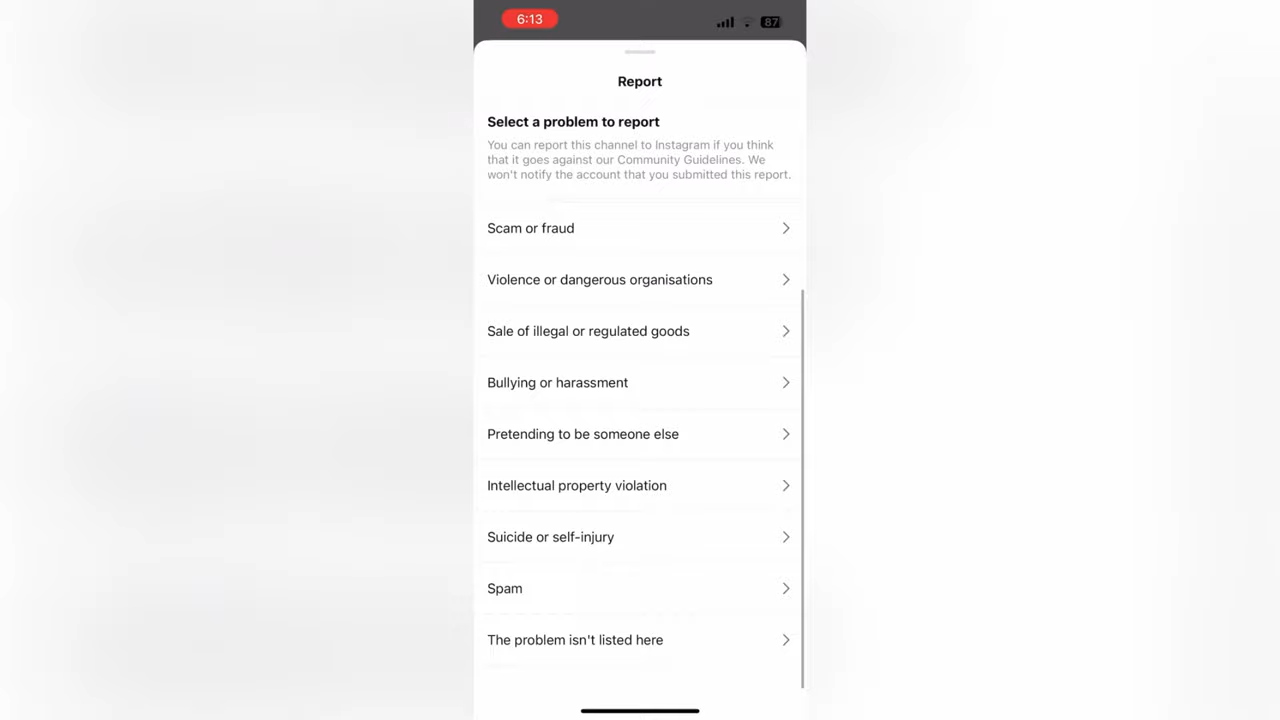 6:13
87
Report
Select a problem to report
You can report this channel to Instagram if you think
that it goes against our Community Guidelines. We
won't notify the account that you submitted this report.
Scam or fraud
Violence or dangerous organisations
Sale of illegal or regulated goods
Bullying or harassment
Pretending to be someone else
Intellectual property violation
Suicide or self-injury
Spam
The problem isn't listed here